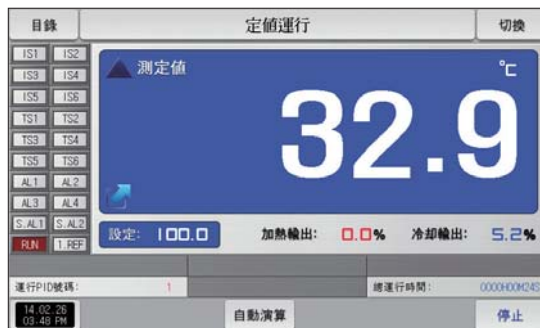 目錄 定值運行 切換
IS1 IS2
IS3 IS4
IS5 IS6
TS1 TS2
TS3 TS4
TS5 TS6
AL1 AL2
AL3 AL4
S.AL1 S.AL2
RUN 1.REF
測定值 ℃
32.9
設定: 100.0 加熱輸出: 0.0% 冷却輸出: 5.2%
運行PID號碼: 1 總運行時間: 0000H00M24S
14.02.26
03:48 PM
自動演算 停止